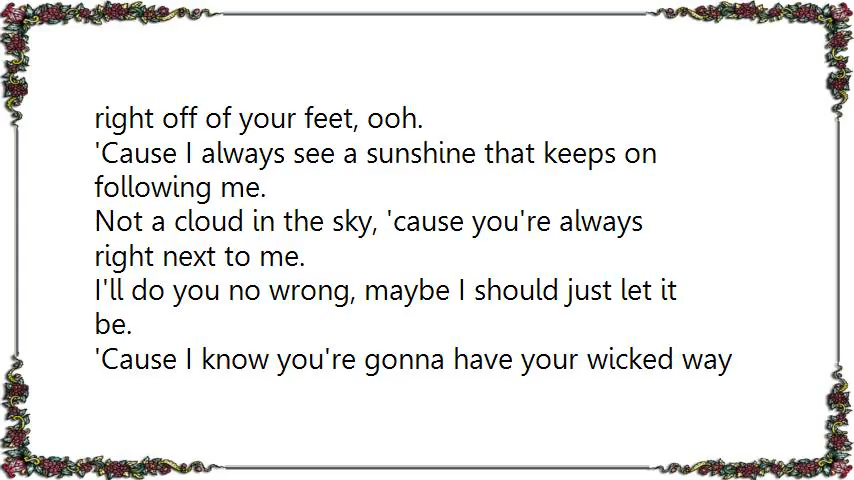 right off of your feet, ooh.
'Cause I always see a sunshine that keeps on
following me.
Not a cloud in the sky, 'cause you're always
right next to me.
I'll do you no wrong, maybe I should just let it
be.
'Cause I know you're gonna have your wicked way